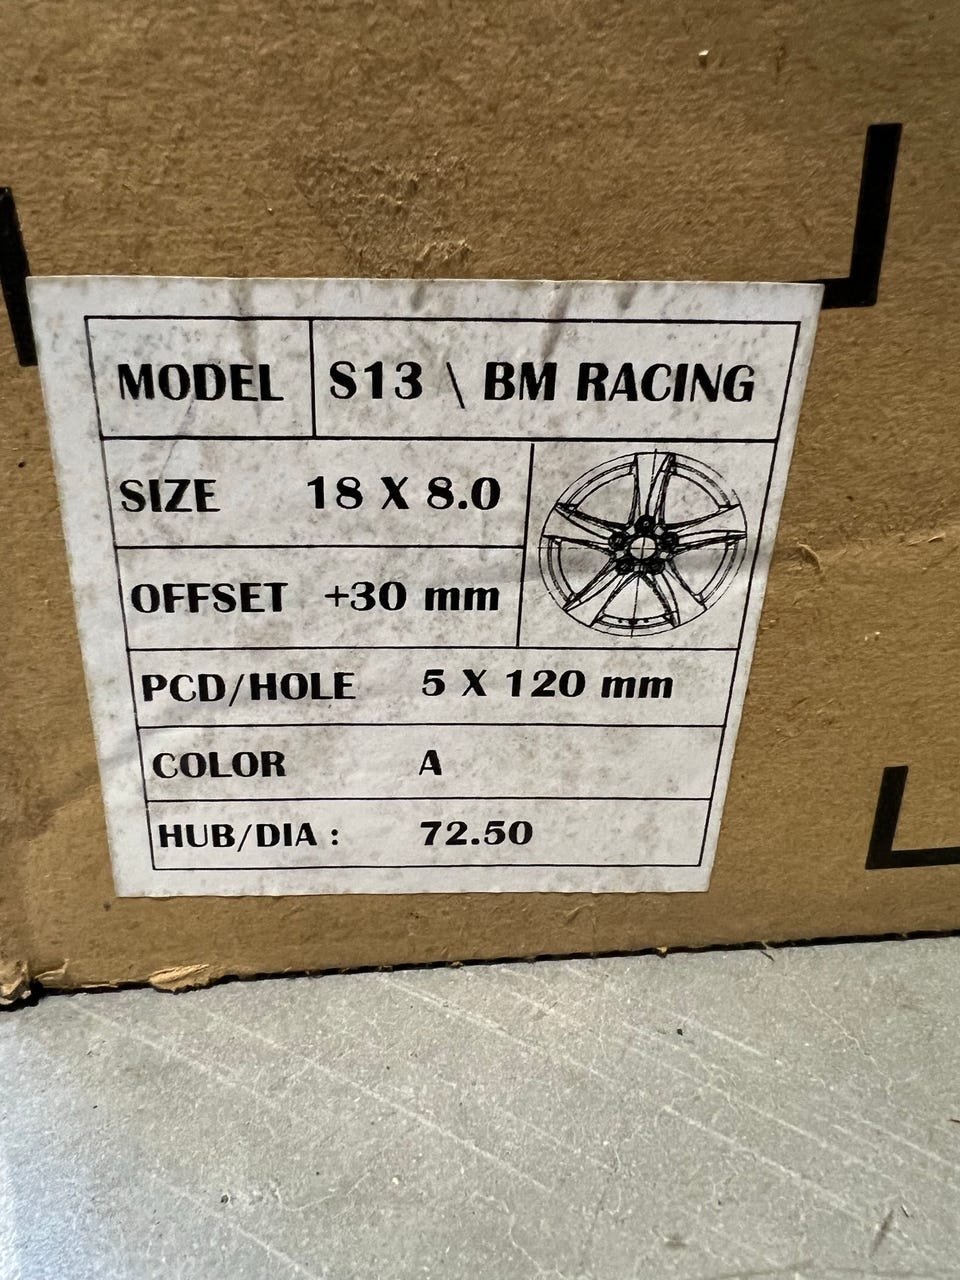 MODEL S13 \ BM RACING
SIZE 18 X 8.0
OFFSET +30 mm
PCD/HOLE 5 X 120 mm
COLOR A
HUB/DIA : 72.50